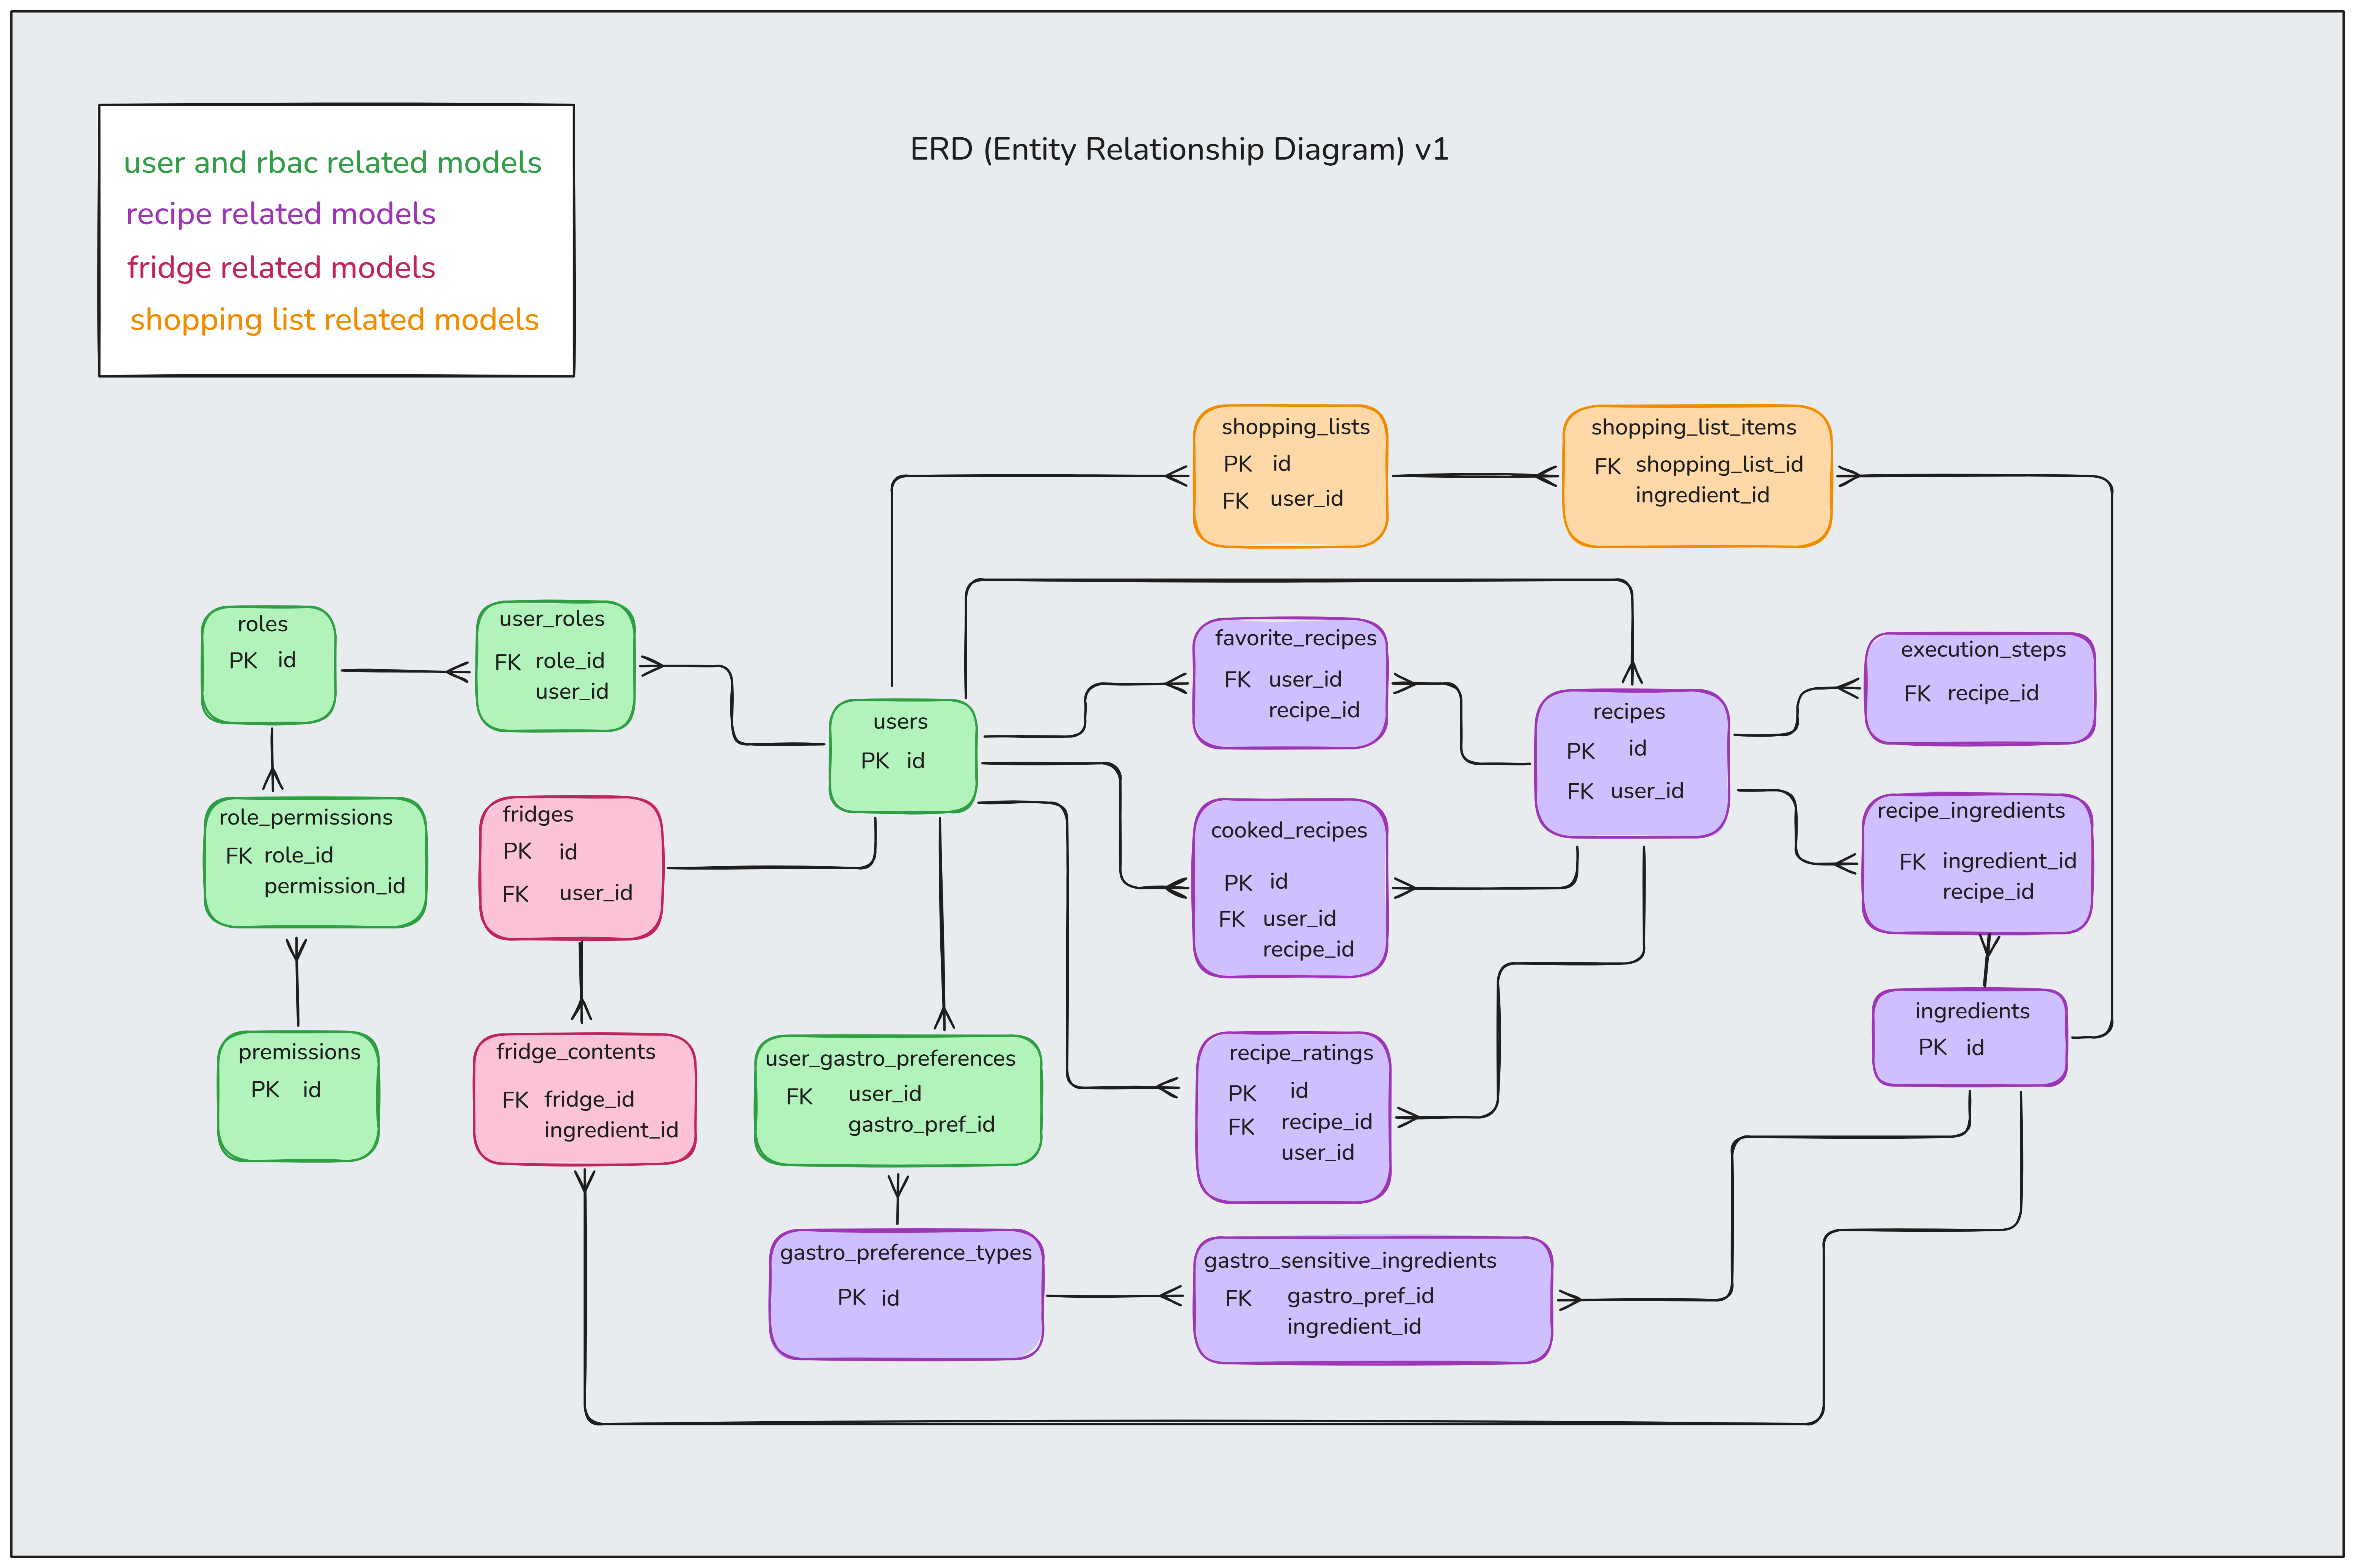 ERD (Entity Relationship Diagram) v1
user and rbac related models
recipe related models
fridge related models
shopping list related models
shopping_lists
PK id
FK user_id
shopping_list_items
FK shopping_list_id
ingredient_id
roles
PK id
user_roles
FK role_id
user_id
users
PK id
favorite_recipes
FK user_id
recipe_id
recipes
PK id
FK user_id
execution_steps
FK recipe_id
role_permissions
FK role_id
permission_id
fridges
PK id
FK user_id
cooked_recipes
PK id
FK user_id
recipe_id
recipe_ingredients
FK ingredient_id
recipe_id
premissions
PK id
fridge_contents
FK fridge_id
ingredient_id
user_gastro_preferences
FK user_id
gastro_pref_id
recipe_ratings
PK id
FK recipe_id
user_id
ingredients
PK id
gastro_preference_types
PK id
gastro_sensitive_ingredients
FK gastro_pref_id
ingredient_id